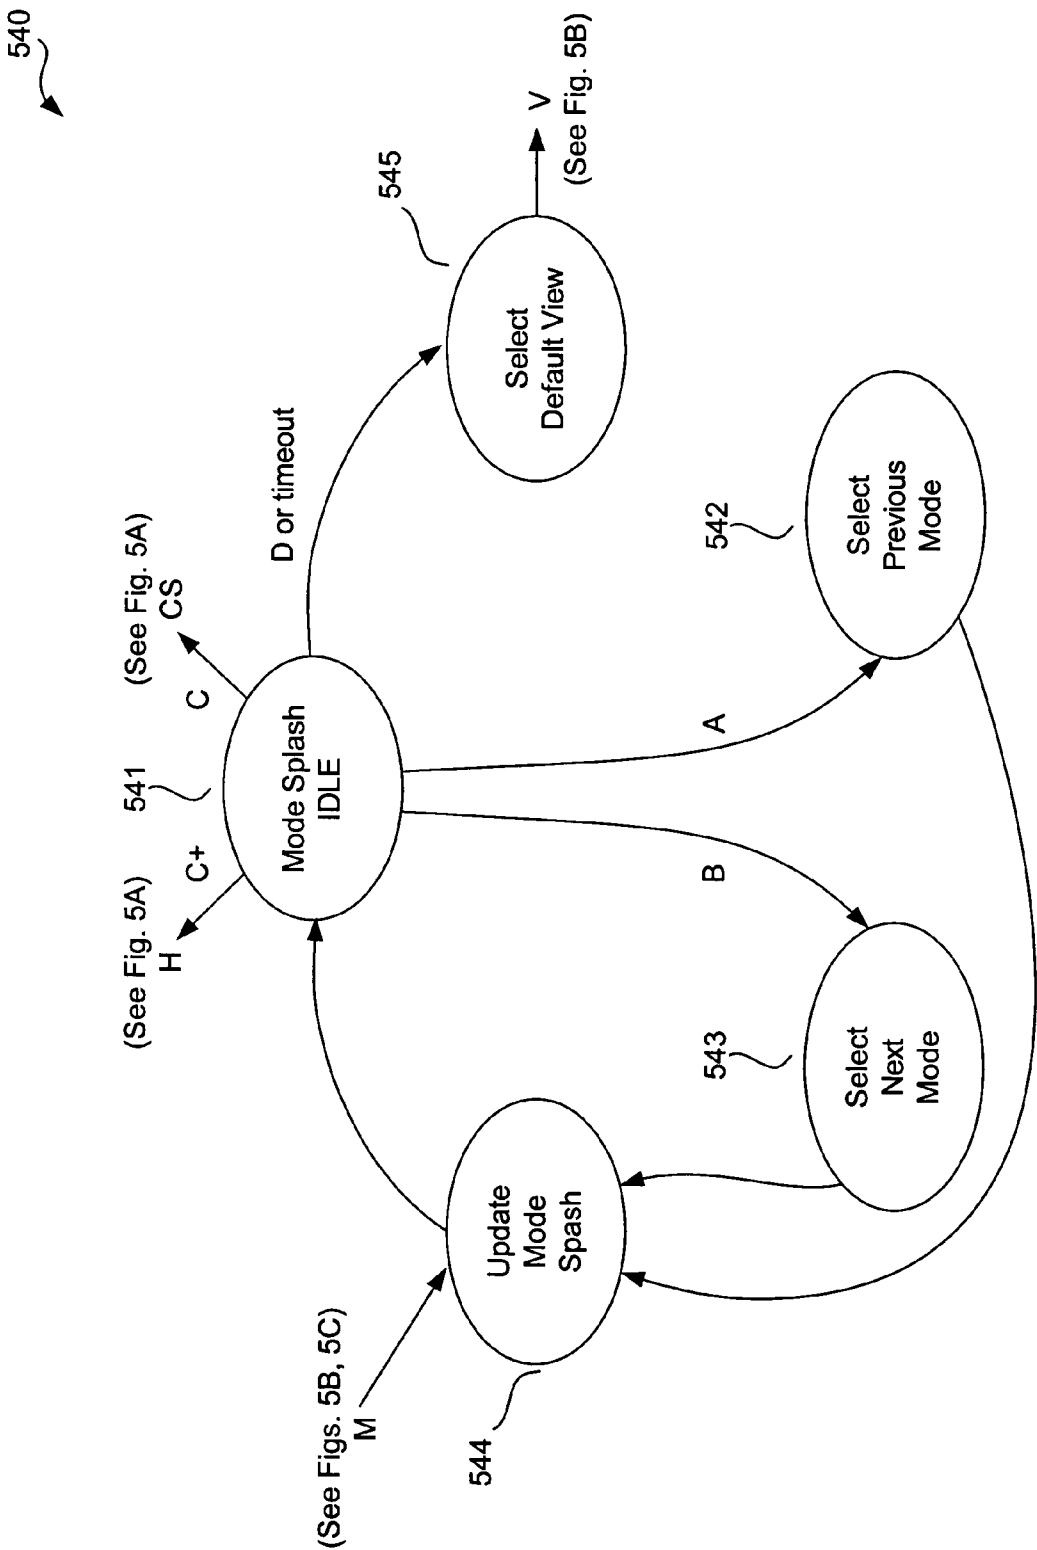 540
(See Fig. 5A)
H
C+
541
C
(See Fig. 5A)
CS
Mode Splash
IDLE
D or timeout
545
Select
Default View
V
(See Fig. 5B)
(See Figs. 5B, 5C)
M
544
Update
Mode
Spash
B
A
543
Select
Next
Mode
542
Select
Previous
Mode